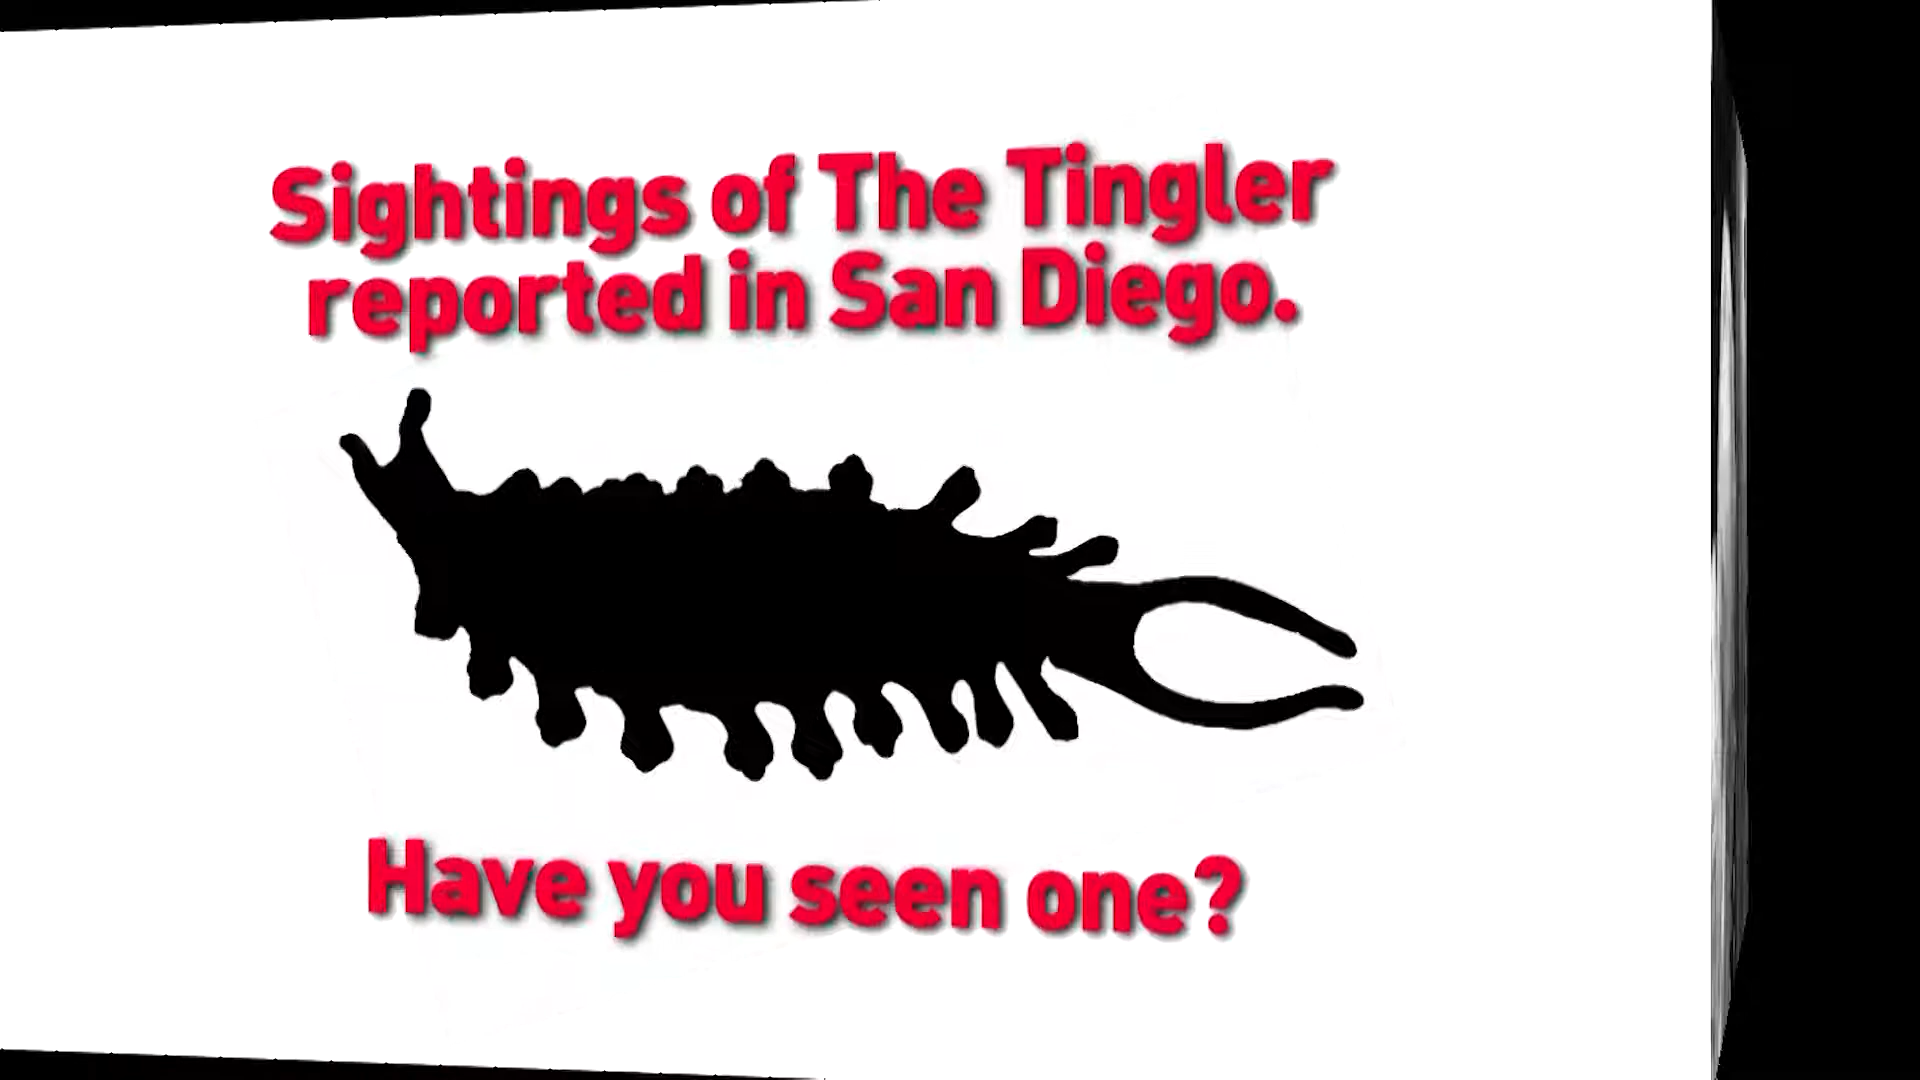 Sightings of The Tingler
reported in San Diego.
Have you seen one?